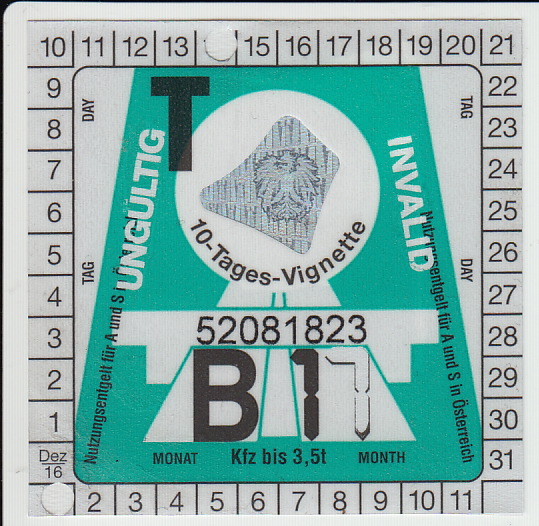 10 11 12 13 15 16 17 18 19 20 21
9 22
8 23
7 24
6 25
5 26
4 27
3 28
2 29
1 30
Dez 16 31
2 3 4 5 6 7 8 9 10 11
DAY
TAG
T
TAG
DAY
UNGÜLTIG
INVALID
10-Tages-Vignette
Nutzungsentgelt für A und S in
Nutzungsentgelt für A und S in Österreich
52081823
B 17
MONAT Kfz bis 3,5t MONTH